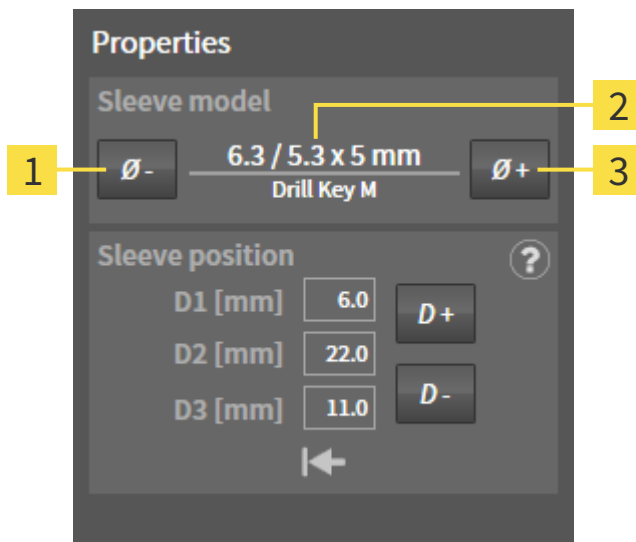 Properties
Sleeve model
2
1
Ø -
6.3 / 5.3 x 5 mm
Ø +
3
Drill Key M
Sleeve position
?
D1 [mm]
6.0
D +
D2 [mm]
22.0
D3 [mm]
11.0
D -